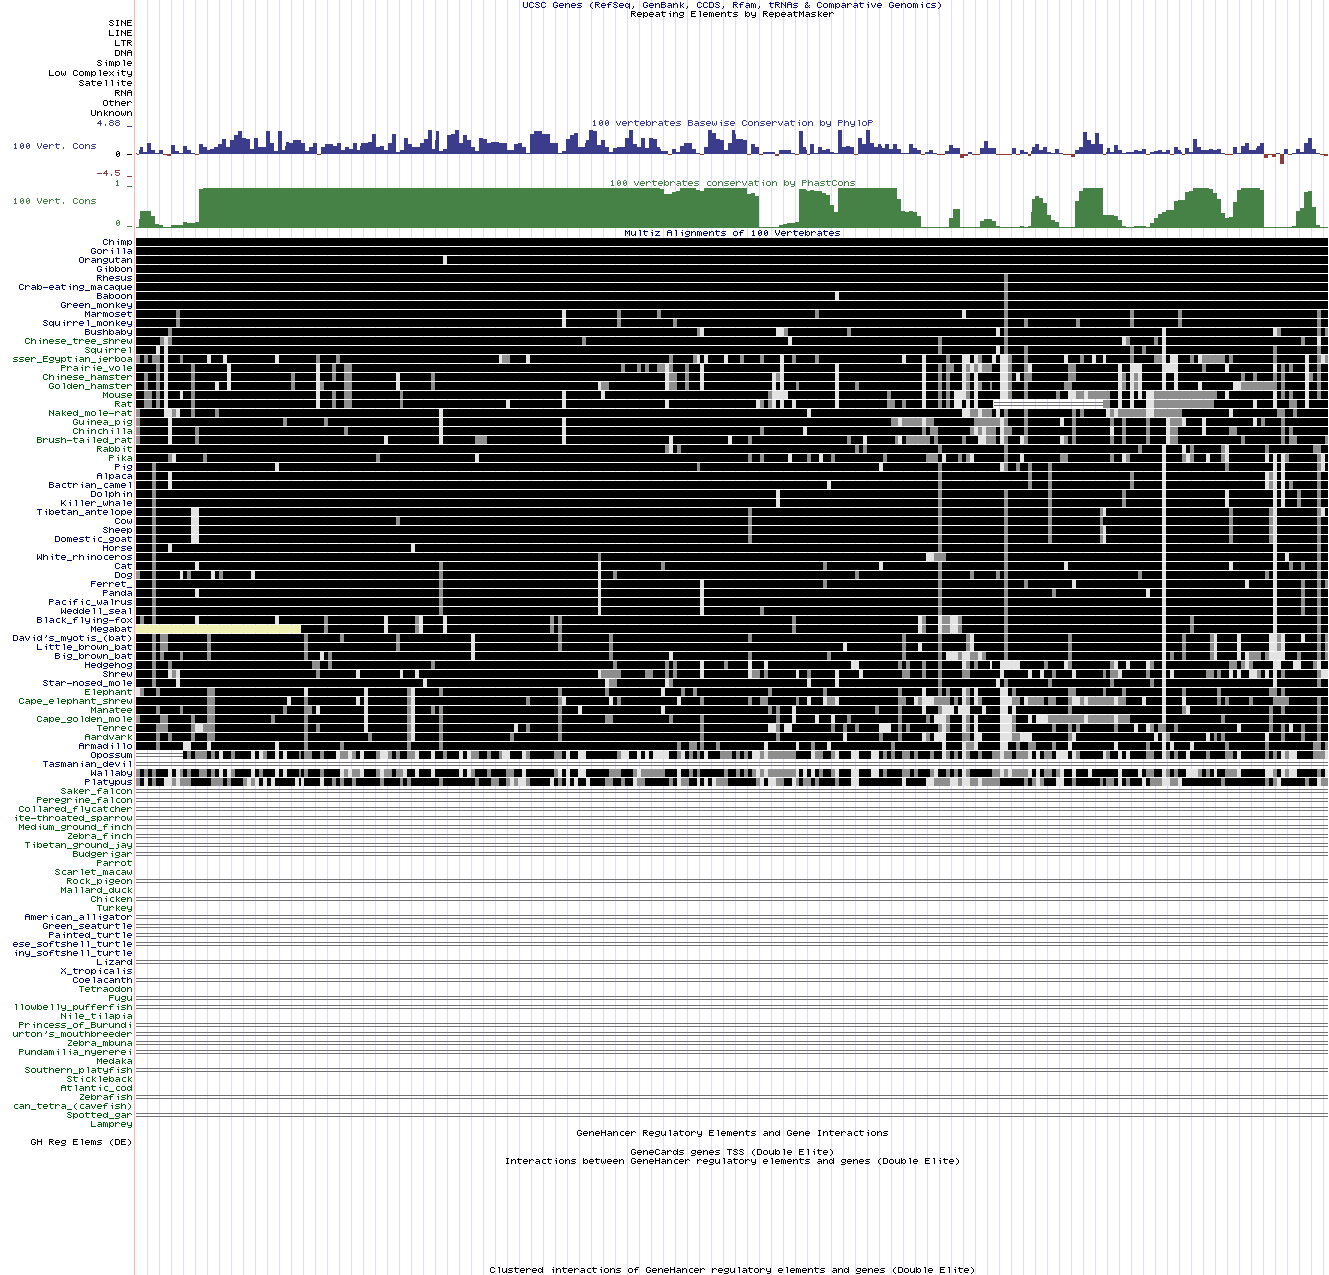 UCSC Genes (RefSeq, GenBank, CCDS, Rfam, tRNAs & Comparative Genomics)
Repeating Elements by RepeatMasker
SINE
LINE
LTR
DNA
Simple
Low Complexity
Satellite
RNA
Other
Unknown
100 vertebrates Basewise Conservation by PhyloP
4.88 _
100 Vert. Cons
0 -
-4.5 _
100 vertebrates conservation by PhastCons
1 _
100 Vert. Cons
0 _
Multiz Alignments of 100 Vertebrates
Chimp
Gorilla
Orangutan
Gibbon
Rhesus
Crab-eating_macaque
Baboon
Green_monkey
Marmoset
Squirrel_monkey
Bushbaby
Chinese_tree_shrew
Squirrel
sser_Egyptian_jerboa
Prairie_vole
Chinese_hamster
Golden_hamster
Mouse
Rat
Naked_mole-rat
Guinea_pig
Chinchilla
Brush-tailed_rat
Rabbit
Pika
Pig
Alpaca
Bactrian_camel
Dolphin
Killer_whale
Tibetan_antelope
Cow
Sheep
Domestic_goat
Horse
White_rhinoceros
Cat
Dog
Ferret_
Panda
Pacific_walrus
Weddell_seal
Black_flying-fox
Megabat
David's_myotis_(bat)
Little_brown_bat
Big_brown_bat
Hedgehog
Shrew
Star-nosed_mole
Elephant
Cape_elephant_shrew
Manatee
Cape_golden_mole
Tenrec
Aardvark
Armadillo
Opossum
Tasmanian_devil
Wallaby
Platypus
Saker_falcon
Peregrine_falcon
Collared_flycatcher
ite-throated_sparrow
Medium_ground_finch
Zebra_finch
Tibetan_ground_jay
Budgerigar
Parrot
Scarlet_macaw
Rock_pigeon
Mallard_duck
Chicken
Turkey
American_alligator
Green_seaturtle
Painted_turtle
ese_softshell_turtle
iny_softshell_turtle
Lizard
X_tropicalis
Coelacanth
Tetraodon
Fugu
llowbelly_pufferfish
Nile_tilapia
Princess_of_Burundi
urton's_mouthbreeder
Zebra_mbuna
Pundamilia_nyererei
Medaka
Southern_platyfish
Stickleback
Atlantic_cod
Zebrafish
can_tetra_(cavefish)
Spotted_gar
Lamprey
GeneHancer Regulatory Elements and Gene Interactions
GH Reg Elems (DE)
GeneCards genes TSS (Double Elite)
Interactions between GeneHancer regulatory elements and genes (Double Elite)
Clustered interactions of GeneHancer regulatory elements and genes (Double Elite)